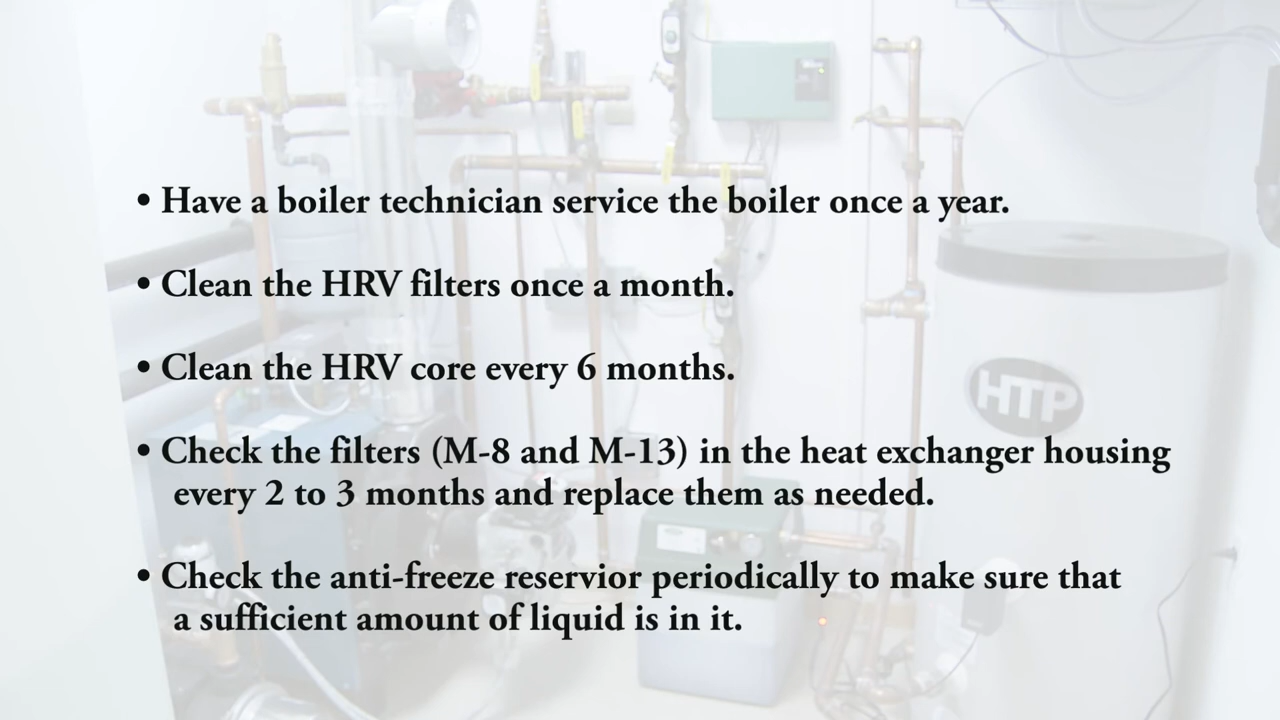 • Have a boiler technician service the boiler once a year.
• Clean the HRV filters once a month.
• Clean the HRV core every 6 months.
• Check the filters (M-8 and M-13) in the heat exchanger housing
every 2 to 3 months and replace them as needed.
• Check the anti-freeze reservior periodically to make sure that
a sufficient amount of liquid is in it.
HTP